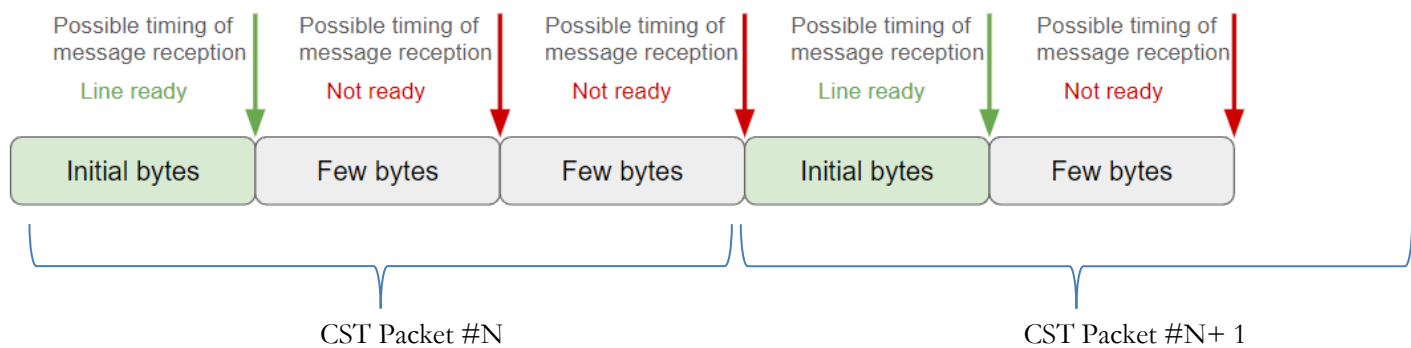 Possible timing of
message reception
Line ready
Possible timing of
message reception
Not ready
Possible timing of
message reception
Not ready
Possible timing of
message reception
Line ready
Possible timing of
message reception
Not ready
Initial bytes
Few bytes
Few bytes
Initial bytes
Few bytes
CST Packet #N
CST Packet #N+ 1